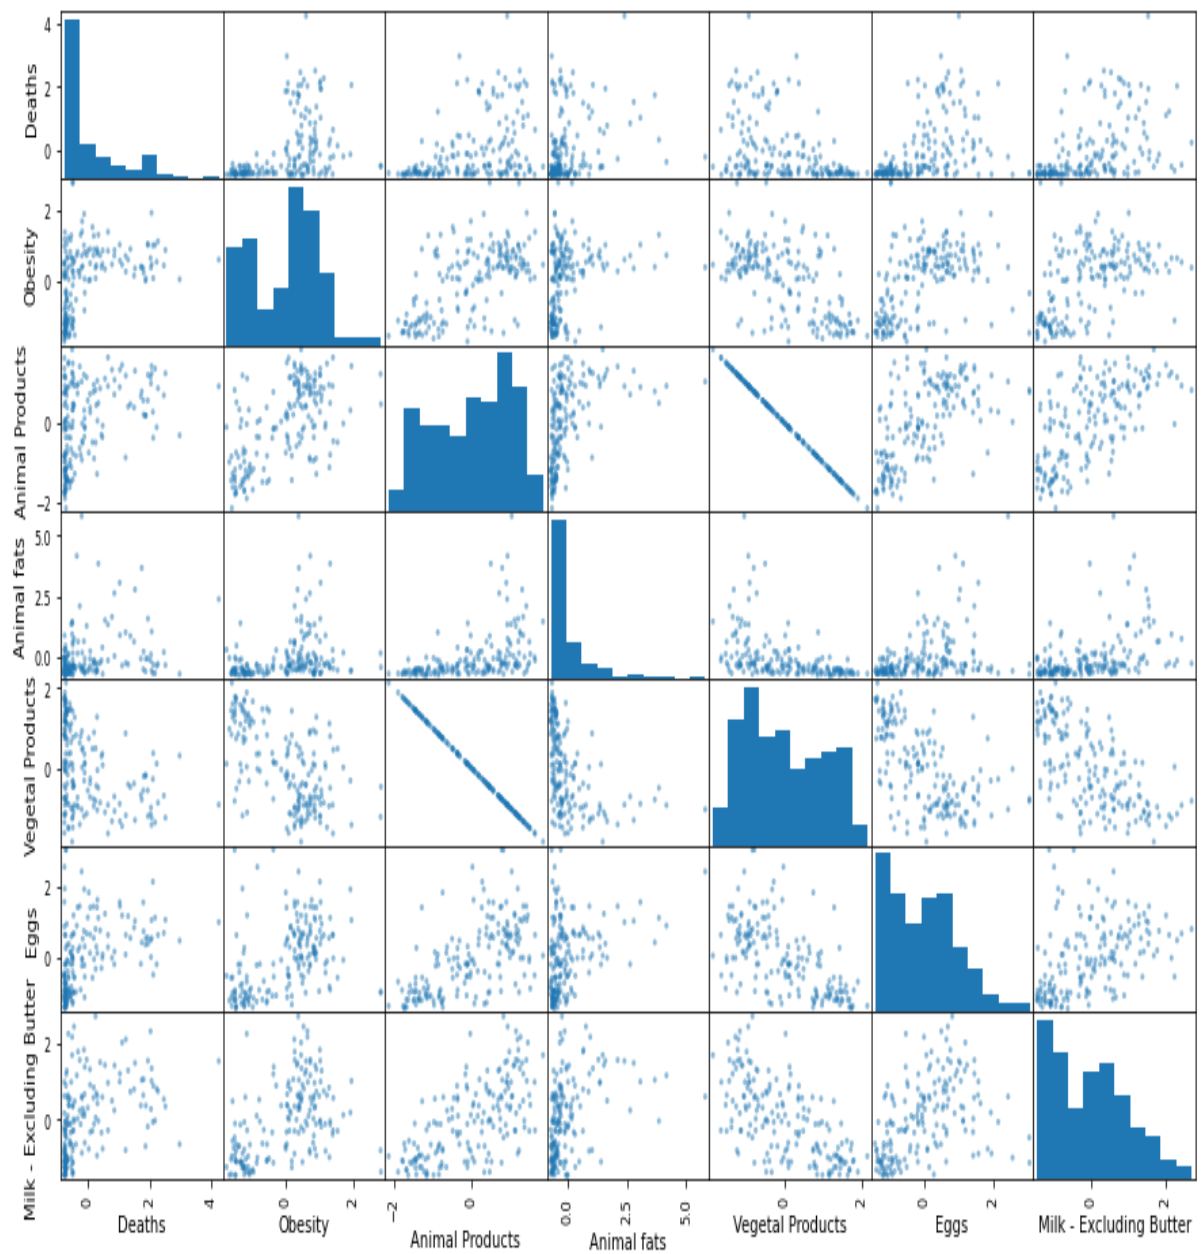 4
2
0
Deaths
2
0
Obesity
0
−2
Animal Products
5.0
2.5
0.0
Animal fats
2
0
Vegetal Products
2
0
Eggs
2
0
Milk - Excluding Butter
0 2 4 0 2 −2 0 0.0 2.5 5.0 0 2 0 2 0 2
Deaths Obesity Animal Products Animal fats Vegetal Products Eggs Milk - Excluding Butter